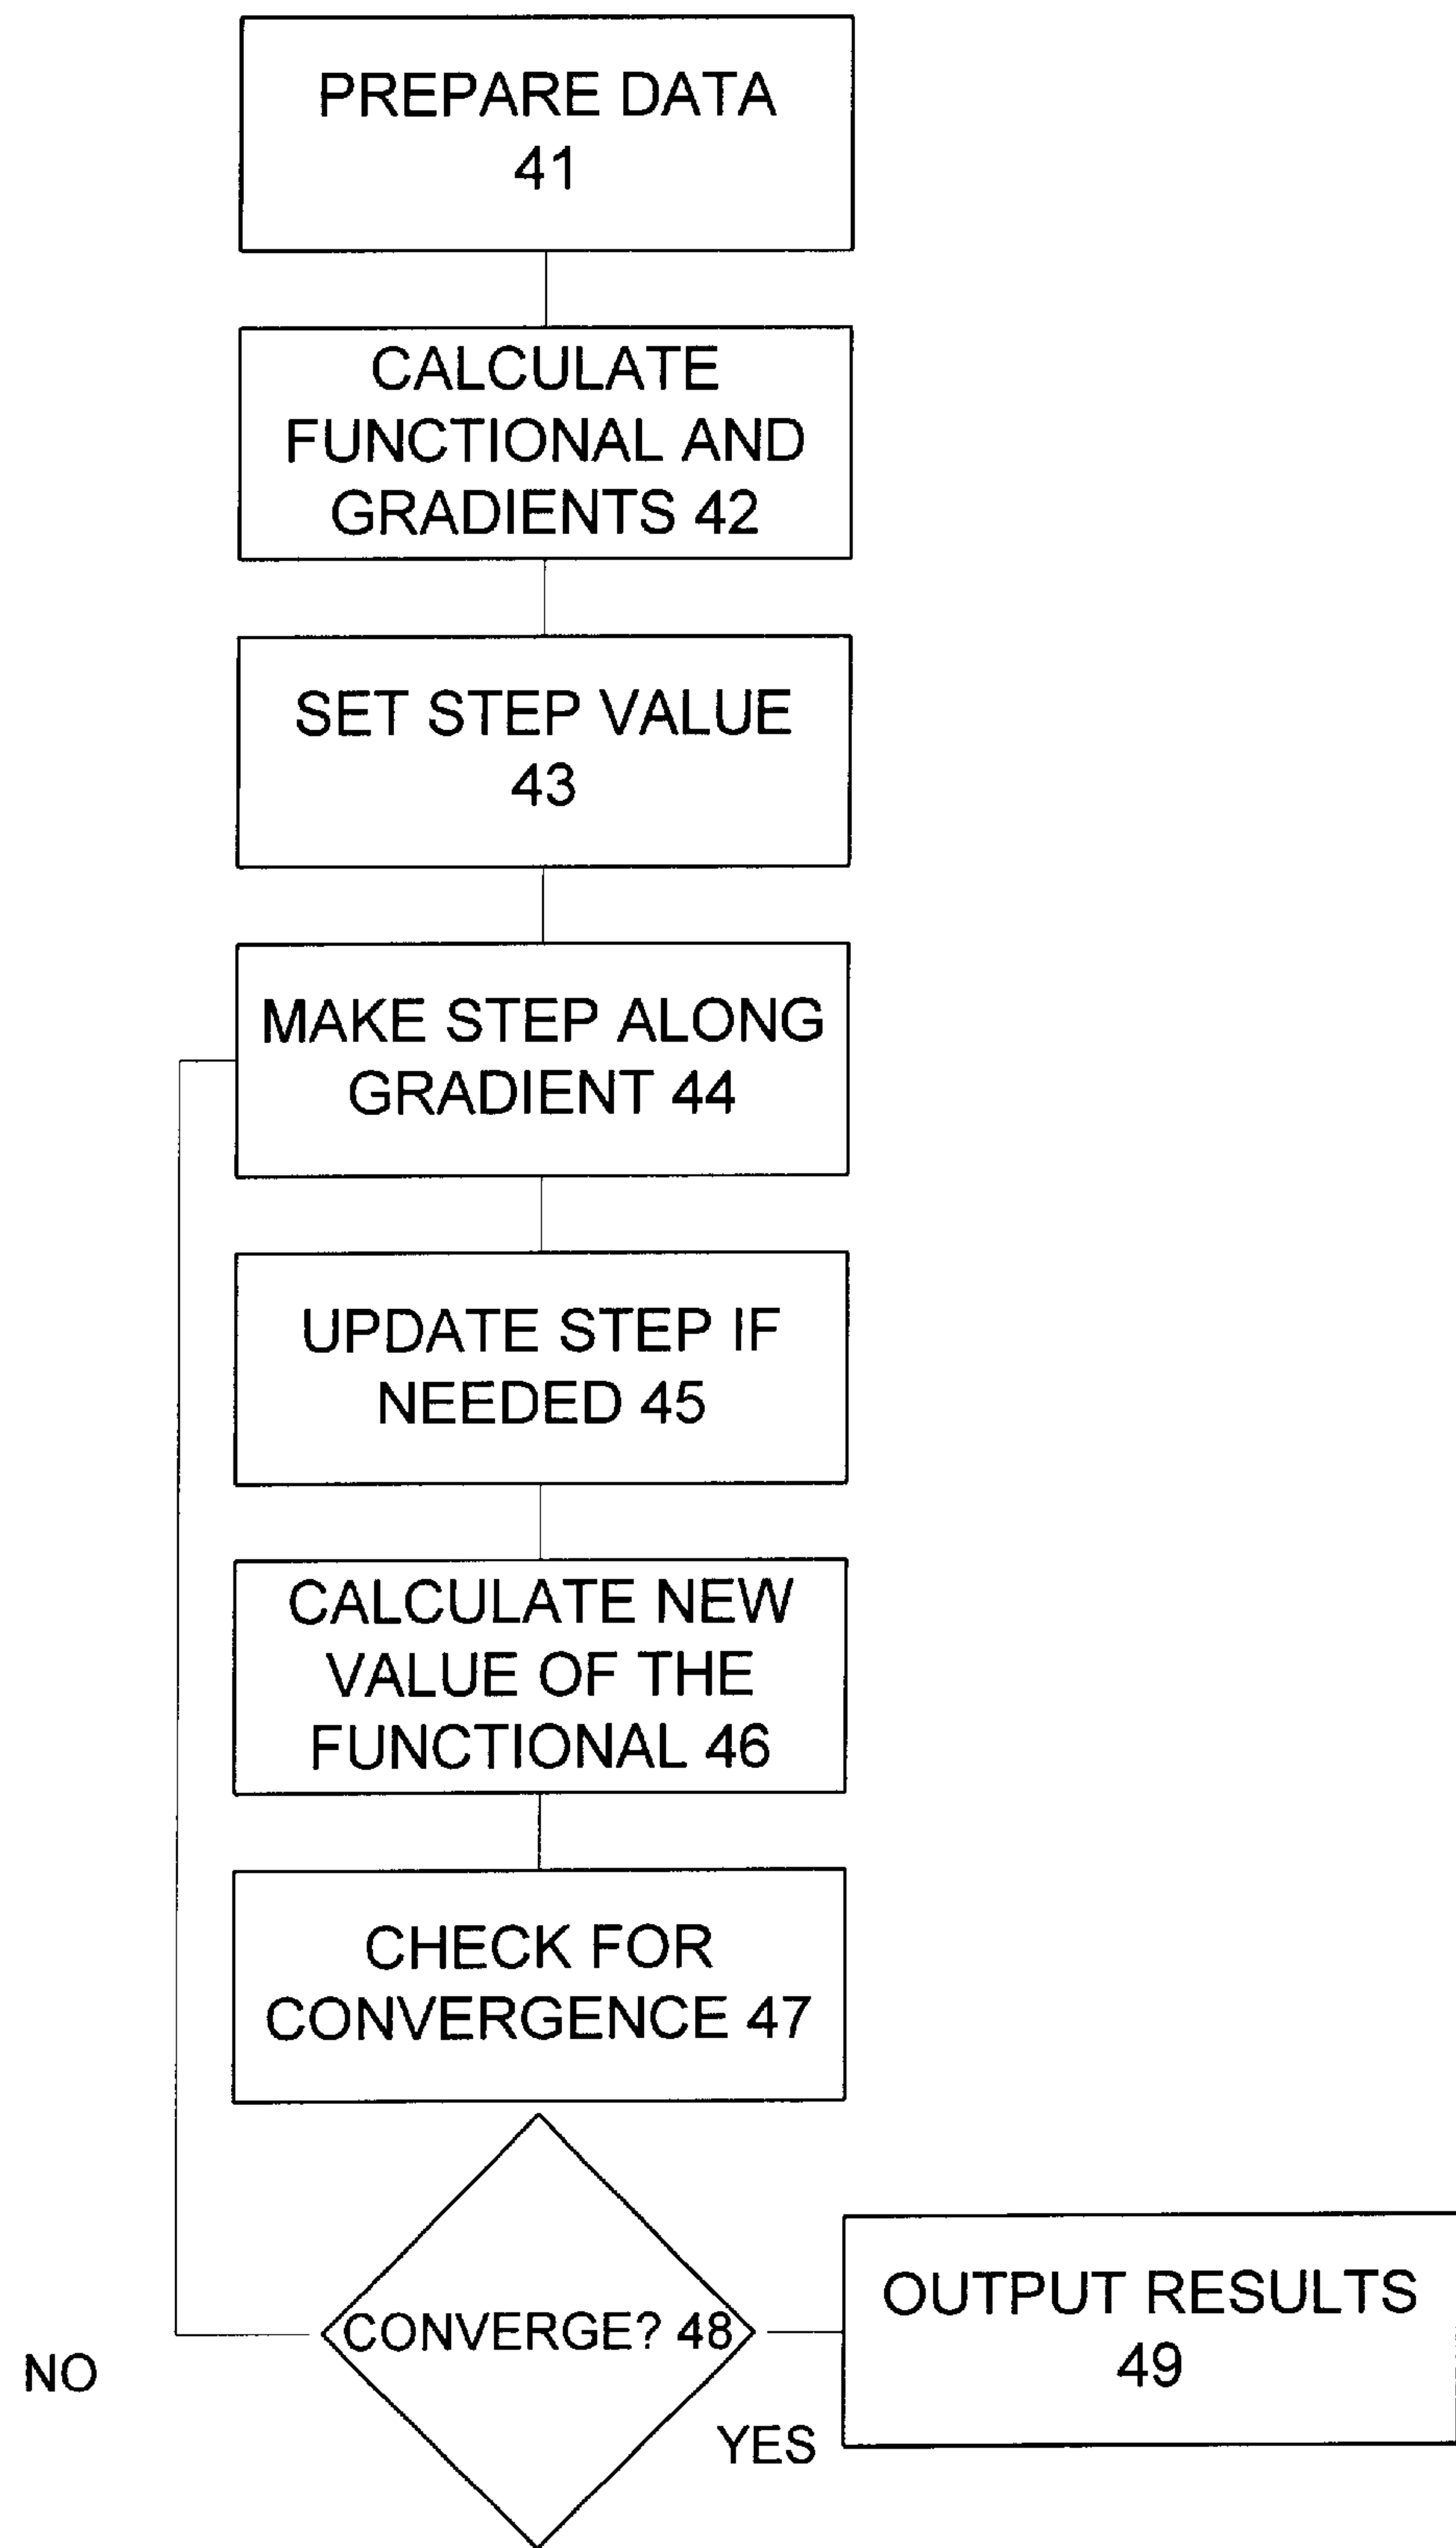 PREPARE DATA
41
CALCULATE
FUNCTIONAL AND
GRADIENTS 42
SET STEP VALUE
43
MAKE STEP ALONG
GRADIENT 44
UPDATE STEP IF
NEEDED 45
CALCULATE NEW
VALUE OF THE
FUNCTIONAL 46
CHECK FOR
CONVERGENCE 47
CONVERGE? 48
OUTPUT RESULTS
49
NO
YES